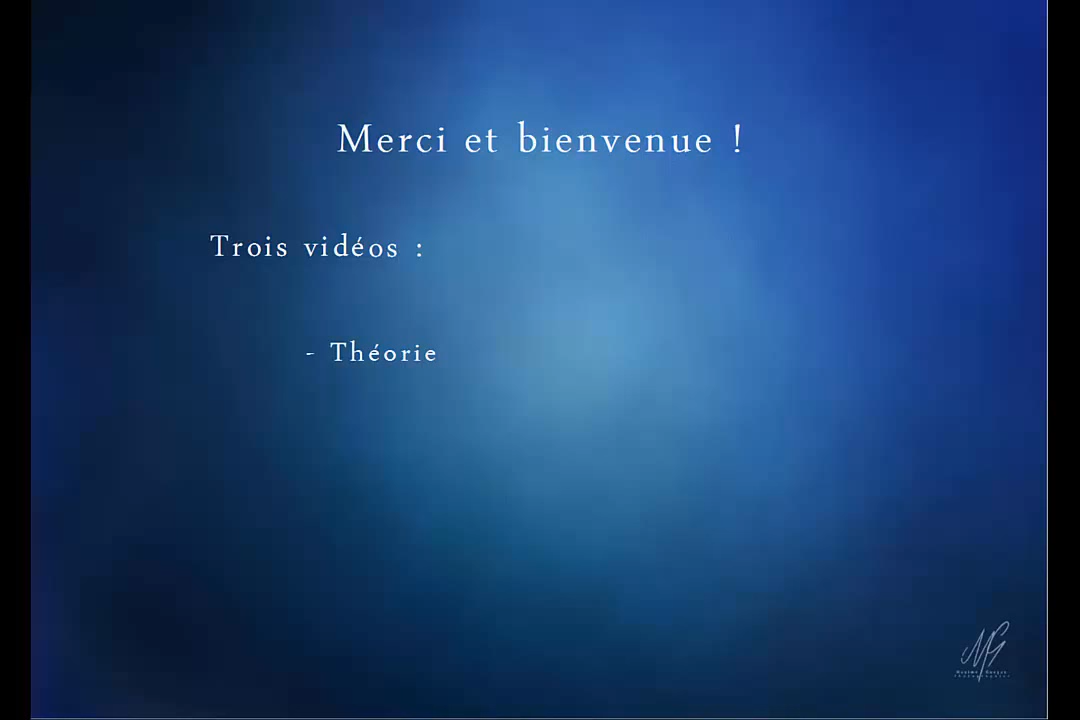 Merci et bienvenue !
Trois vidéos :
- Théorie